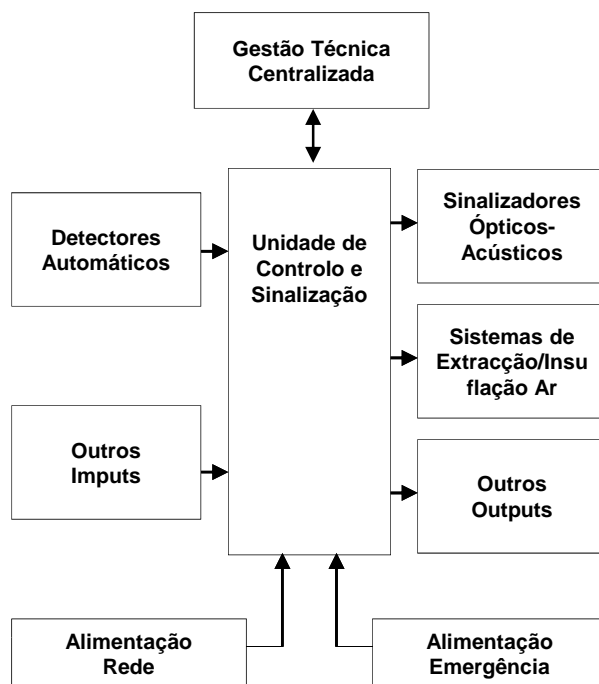 Gestão Técnica
Centralizada
Detectores
Automáticos
Unidade de
Controlo e
Sinalização
Sinalizadores
Ópticos-
Acústicos
Sistemas de
Extracção/Insu
flação Ar
Outros
Imputs
Outros
Outputs
Alimentação
Rede
Alimentação
Emergência